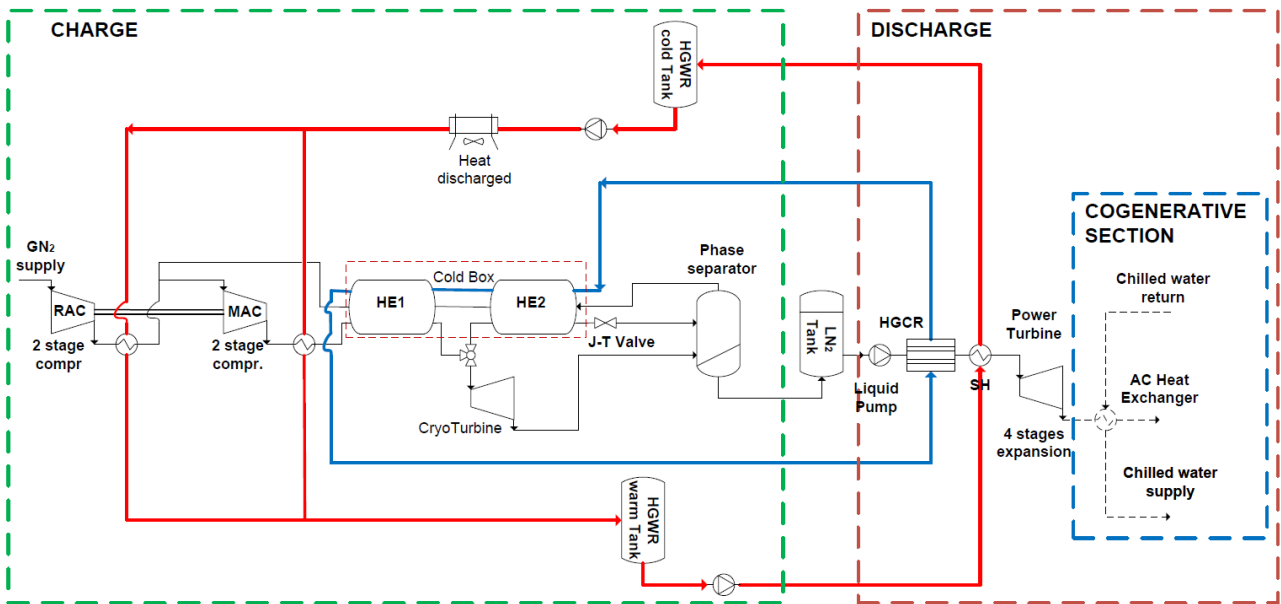 CHARGE
DISCHARGE
HGWR
cold Tank
Heat
discharged
COGENERATIVE
SECTION
GN2
supply
Phase
separator
Chilled water
return
Cold Box
RAC
MAC
HE1
HE2
LN2
Tank
HGCR
Power
Turbine
2 stage
compr
2 stage
compr.
J-T Valve
Liquid
Pump
SH
AC Heat
Exchanger
CryoTurbine
4 stages
expansion
Chilled water
supply
HGWR
warm Tank